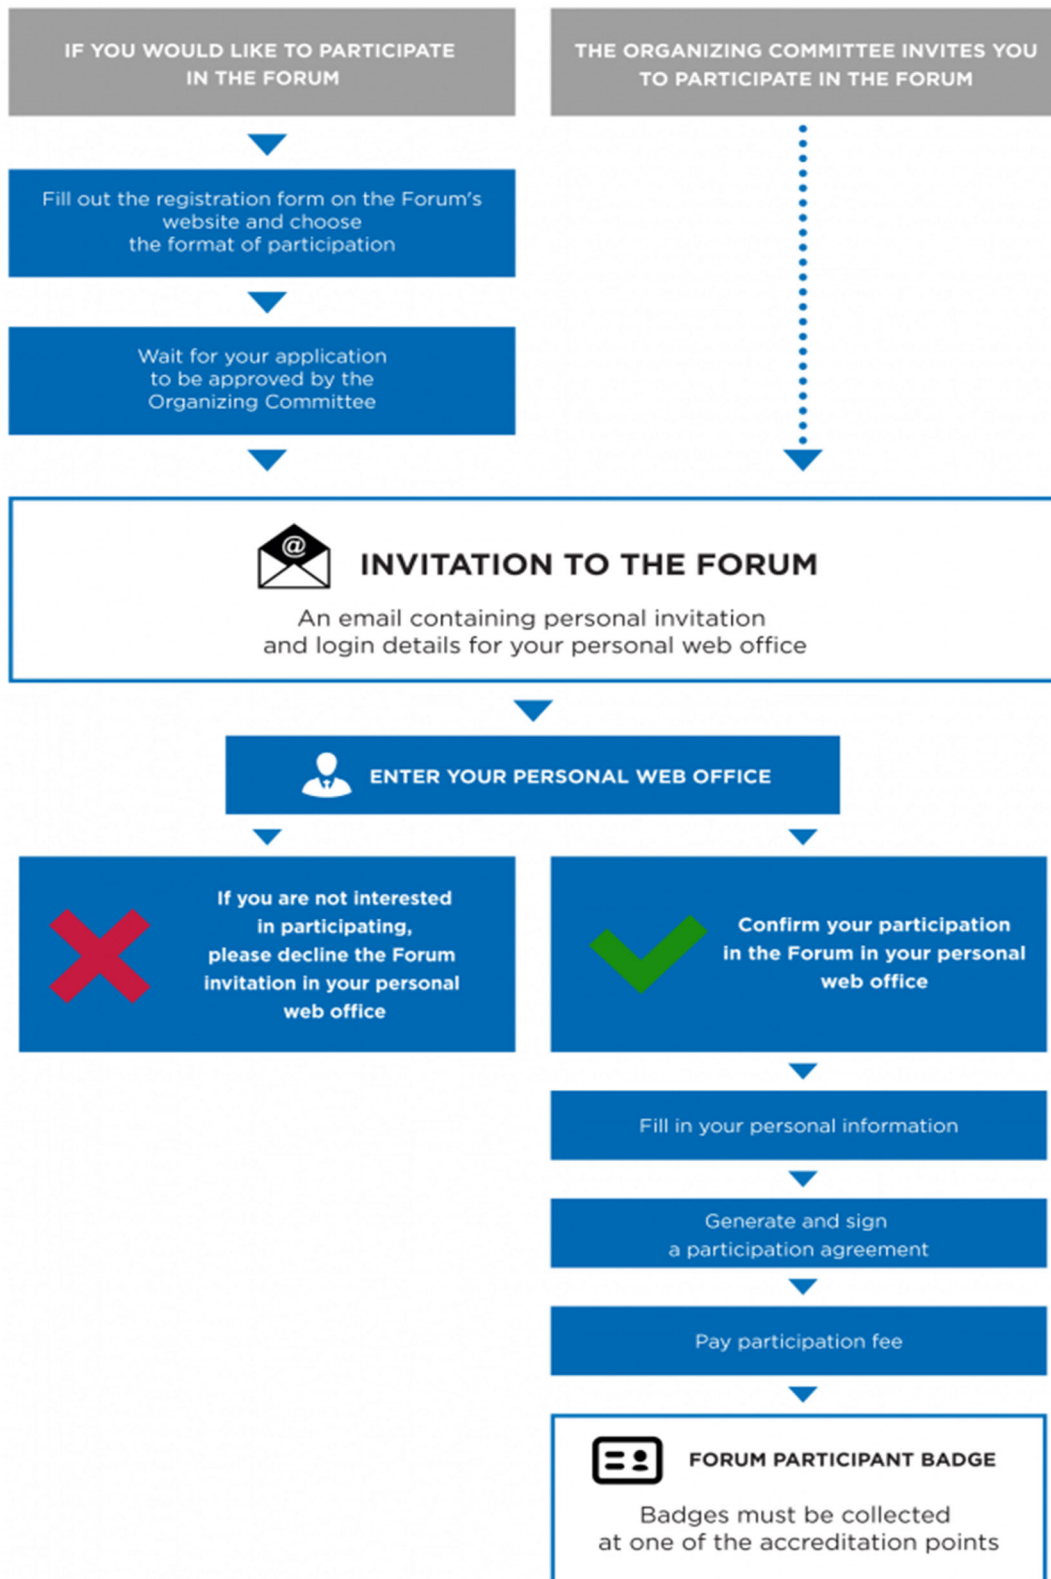 IF YOU WOULD LIKE TO PARTICIPATE
IN THE FORUM
THE ORGANIZING COMMITTEE INVITES YOU
TO PARTICIPATE IN THE FORUM
Fill out the registration form on the Forum's
website and choose
the format of participation
Wait for your application
to be approved by the
Organizing Committee
@
INVITATION TO THE FORUM
An email containing personal invitation
and login details for your personal web office
ENTER YOUR PERSONAL WEB OFFICE
If you are not interested
in participating,
please decline the Forum
invitation in your personal
web office
Confirm your participation
in the Forum in your personal
web office
Fill in your personal information
Generate and sign
a participation agreement
Pay participation fee
FORUM PARTICIPANT BADGE
Badges must be collected
at one of the accreditation points